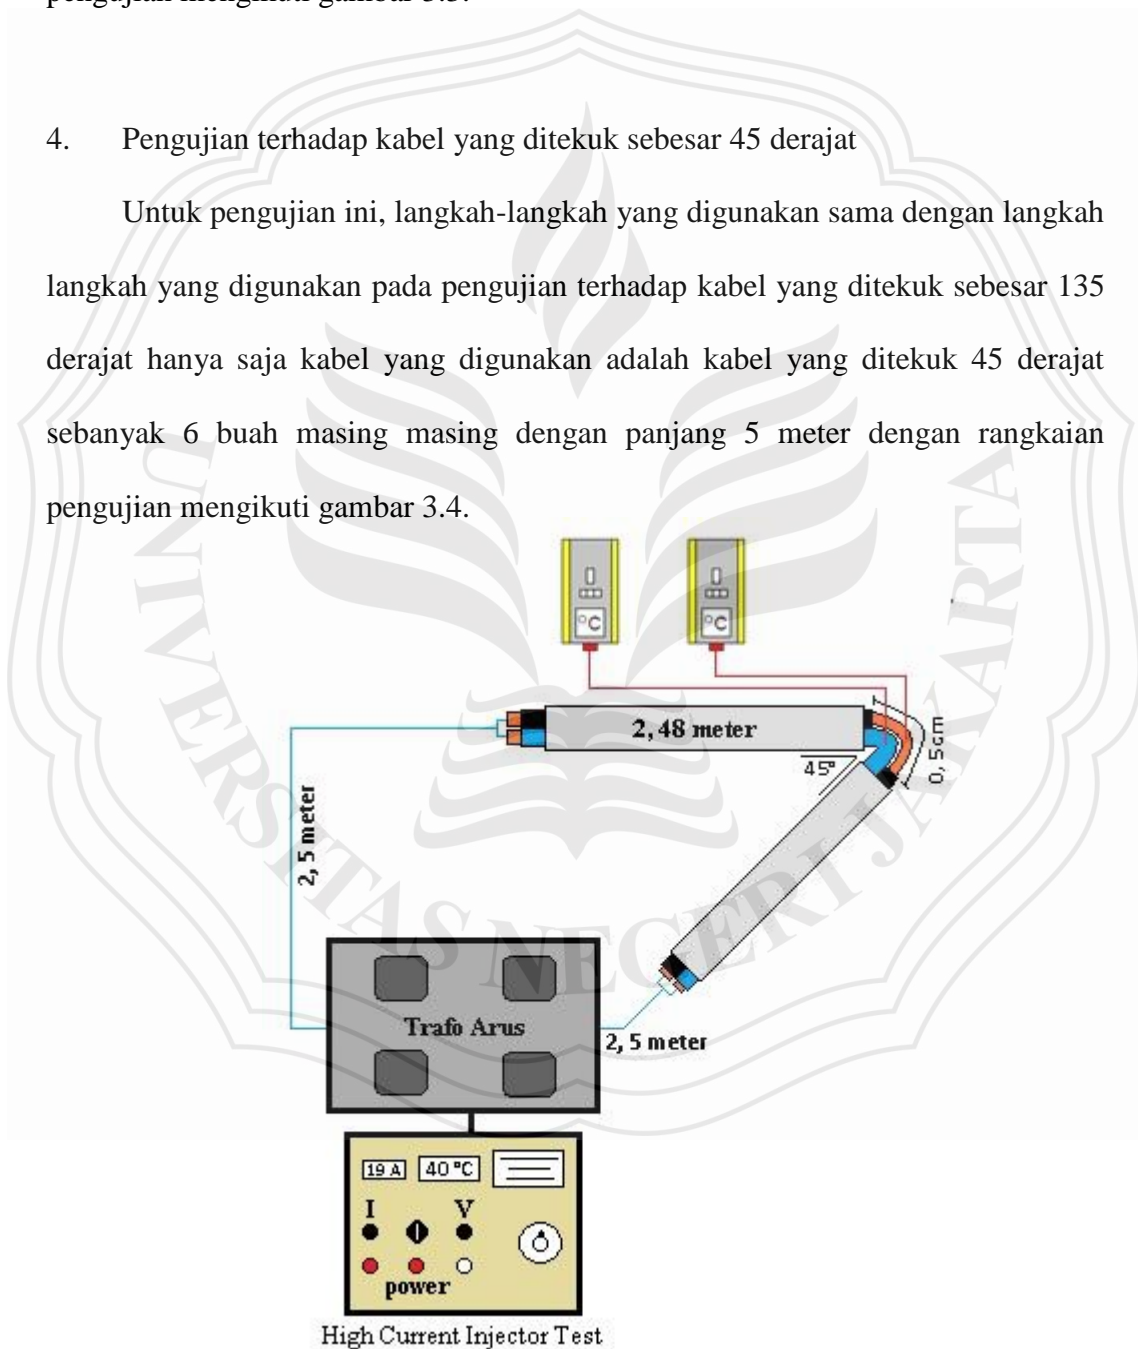 pengujian mengikuti gambar 3.3.
4. Pengujian terhadap kabel yang ditekuk sebesar 45 derajat
Untuk pengujian ini, langkah-langkah yang digunakan sama dengan langkah
langkah yang digunakan pada pengujian terhadap kabel yang ditekuk sebesar 135
derajat hanya saja kabel yang digunakan adalah kabel yang ditekuk 45 derajat
sebanyak 6 buah masing masing dengan panjang 5 meter dengan rangkaian
pengujian mengikuti gambar 3.4.
°C
°C
2, 48 meter
45°
0, 5cm
2, 5 meter
Trafo Arus
2, 5 meter
19 A
40 °C
I
V
power
High Current Injector Test
UNIVERSITAS NEGERI JAKARTA